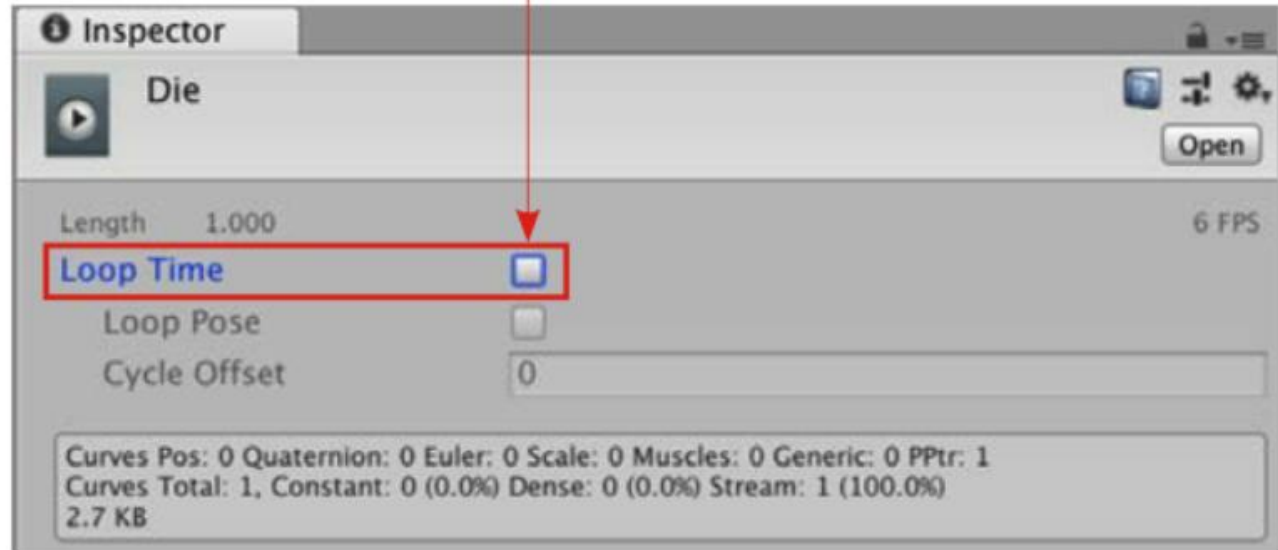 Inspector
Die
Open
Length 1.000 6 FPS
Loop Time
Loop Pose
Cycle Offset 0
Curves Pos: 0 Quaternion: 0 Euler: 0 Scale: 0 Muscles: 0 Generic: 0 PPtr: 1
Curves Total: 1, Constant: 0 (0.0%) Dense: 0 (0.0%) Stream: 1 (100.0%)
2.7 KB